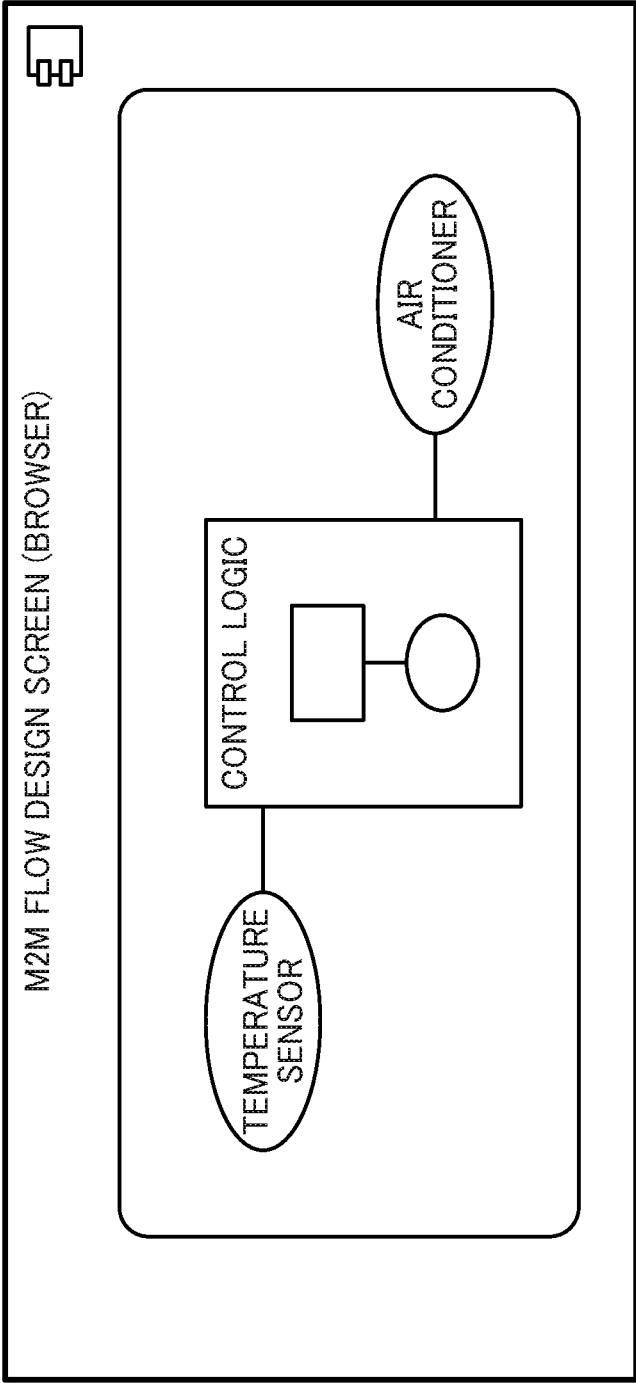 M2M FLOW DESIGN SCREEN (BROWSER)
TEMPERATURE
SENSOR
CONTROL LOGIC
AIR
CONDITIONER